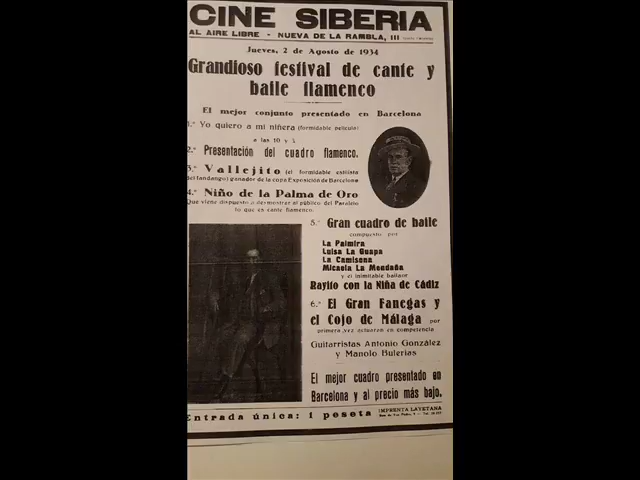 CINE SIBERIA
AL AIRE LIBRE - NUEVA DE LA RAMBLA, 111
Jueves, 2 de Agosto de 1934
Grandioso festival de cante y
baile flamenco
El mejor conjunto presentado en Barcelona
1.º Yo quiero a mi niñera (formidable película)
a las 10 y ½
2.º Presentación del cuadro flamenco.
3.º Vallejito (el formidable estilista
del fandango) ganador de la copa Exposición de Barcelona
4.º Niño de la Palma de Oro
Que viene dispuesto a demostrar al público del Paralelo
lo que es cante flamenco.
5.º Gran cuadro de baile
compuesto por
La Palmira
Luisa La Guapa
La Camisena
Micaela La Mendaña
y el inimitable bailaor
Rayito con la Niña de Cádiz
6.º El Gran Fanegas y
el Cojo de Málaga por
primera vez actuarán en competencia
Guitarristas Antonio González
y Manolo Bulerias
El mejor cuadro presentado en
Barcelona y al precio más bajo.
Entrada única: 1 peseta
IMPRENTA LAYETANA